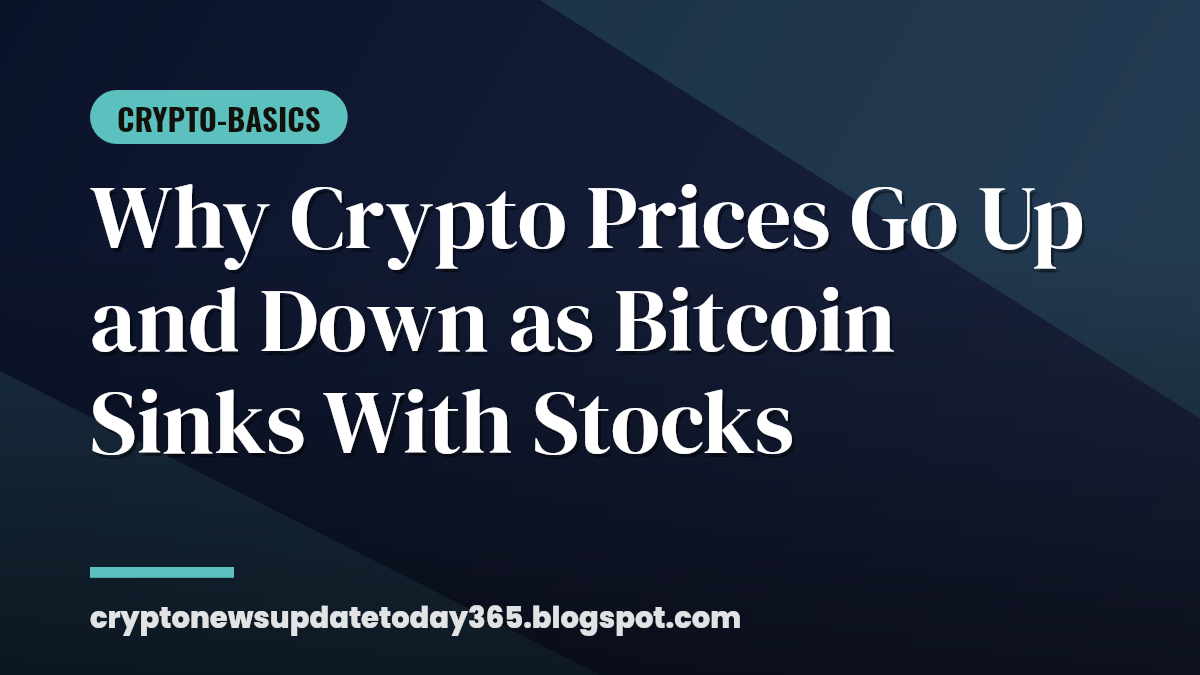 CRYPTO-BASICS
Why Crypto Prices Go Up
and Down as Bitcoin
Sinks With Stocks
cryptonewsupdatetoday365.blogspot.com